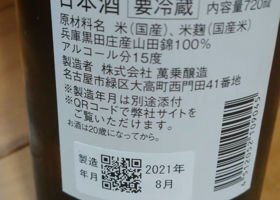 日本酒 要冷蔵 内容量720ml
原材料名 米(国産)、米麹(国産米)
兵庫黒田庄産山田錦100%
アルコール分15度
製造者 株式会社 萬乗醸造
名古屋市緑区大高町西門田41番地
※製造年月は別途添付
※QRコードで弊社サイトを
ご覧いただけます。
お酒は20歳になってから。
製造
年月
2021年
8月